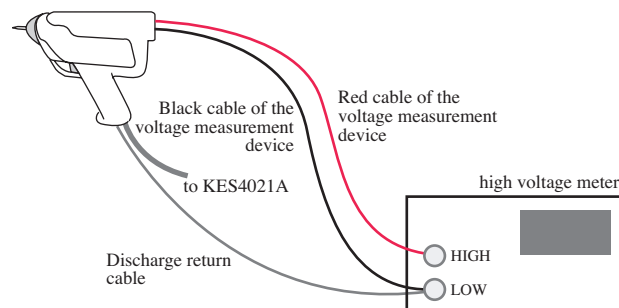 Black cable of the
voltage measurement
device
Red cable of the
voltage measurement
device
to KES4021A
high voltage meter
Discharge return
cable
HIGH
LOW